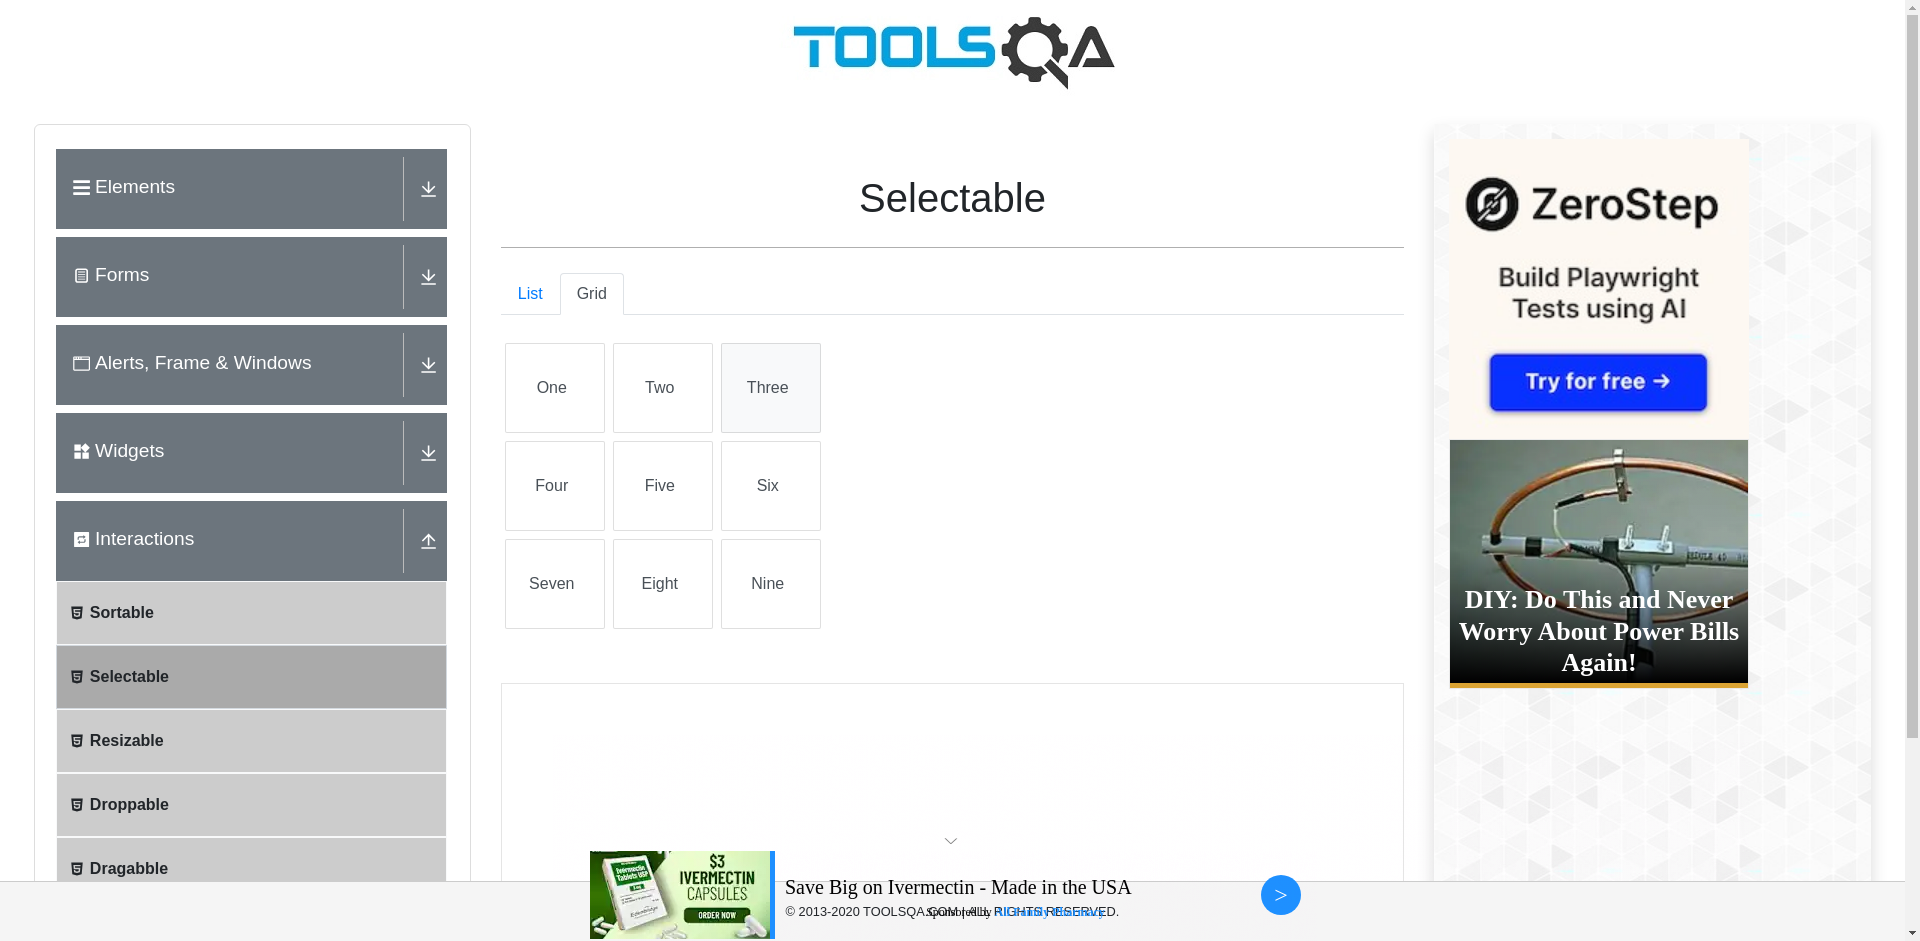 TOOLSQA
Elements
Forms
Alerts, Frame & Windows
Widgets
Interactions
Sortable
Selectable
Resizable
Droppable
Dragabble
Selectable
List
Grid
One
Two
Three
Four
Five
Six
Seven
Eight
Nine
ZeroStep
Build Playwright
Tests using AI
Try for free →
DIY: Do This and Never
Worry About Power Bills
Again!
$3
IVERMECTIN
CAPSULES
ORDER NOW
Ivermectin
Tablets USP
Save Big on Ivermectin - Made in the USA
© 2013-2020 TOOLSQA.COM | ALL RIGHTS RESERVED.
>